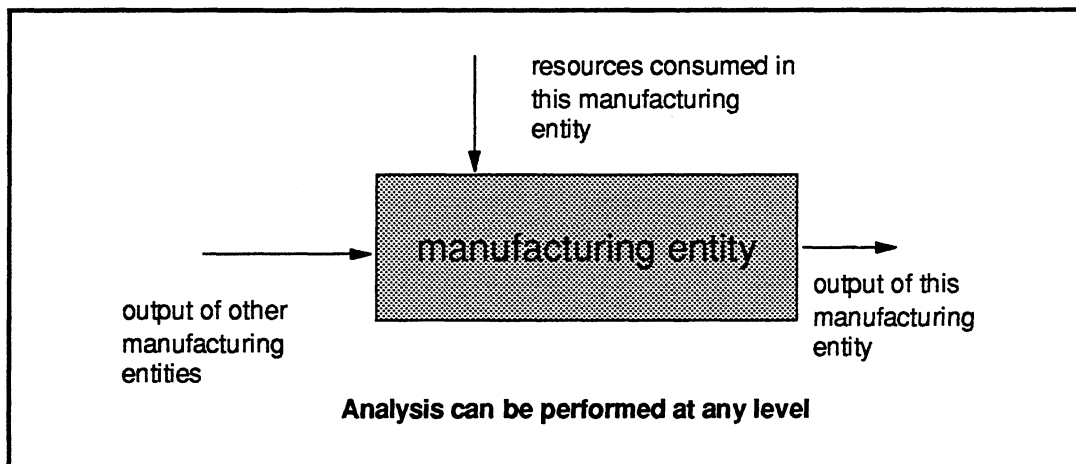 resources consumed in
this manufacturing
entity
manufacturing entity
output of other
manufacturing
entities
output of this
manufacturing
entity
Analysis can be performed at any level